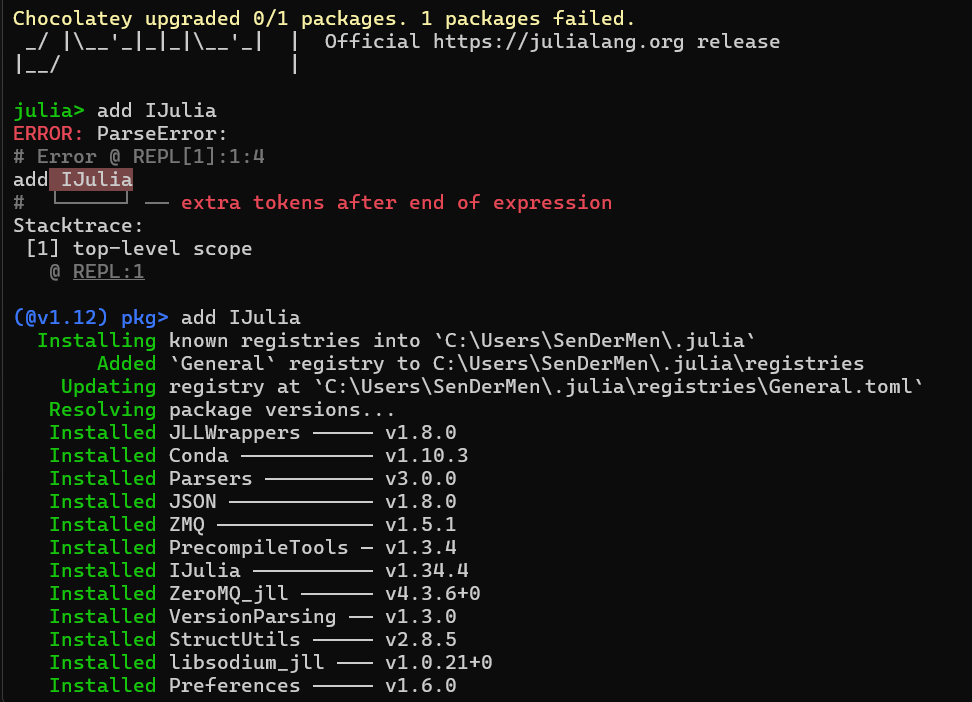 Chocolatey upgraded 0/1 packages. 1 packages failed.
 _/ |\__'_|_|_|\__'_|  |  Official https://julialang.org release
|__/                   |
julia> add IJulia
ERROR: ParseError:
# Error @ REPL[1]:1:4
add IJulia
#  └─────┘ ── extra tokens after end of expression
Stacktrace:
 [1] top-level scope
   @ REPL:1
(@v1.12) pkg> add IJulia
  Installing known registries into `C:\Users\SenDerMen\.julia`
       Added `General` registry to C:\Users\SenDerMen\.julia\registries
    Updating registry at `C:\Users\SenDerMen\.julia\registries\General.toml`
   Resolving package versions...
   Installed JLLWrappers ───── v1.8.0
   Installed Conda ─────────── v1.10.3
   Installed Parsers ───────── v3.0.0
   Installed JSON ──────────── v1.8.0
   Installed ZMQ ───────────── v1.5.1
   Installed PrecompileTools ─ v1.3.4
   Installed IJulia ────────── v1.34.4
   Installed ZeroMQ_jll ────── v4.3.6+0
   Installed VersionParsing ── v1.3.0
   Installed StructUtils ───── v2.8.5
   Installed libsodium_jll ─── v1.0.21+0
   Installed Preferences ───── v1.6.0